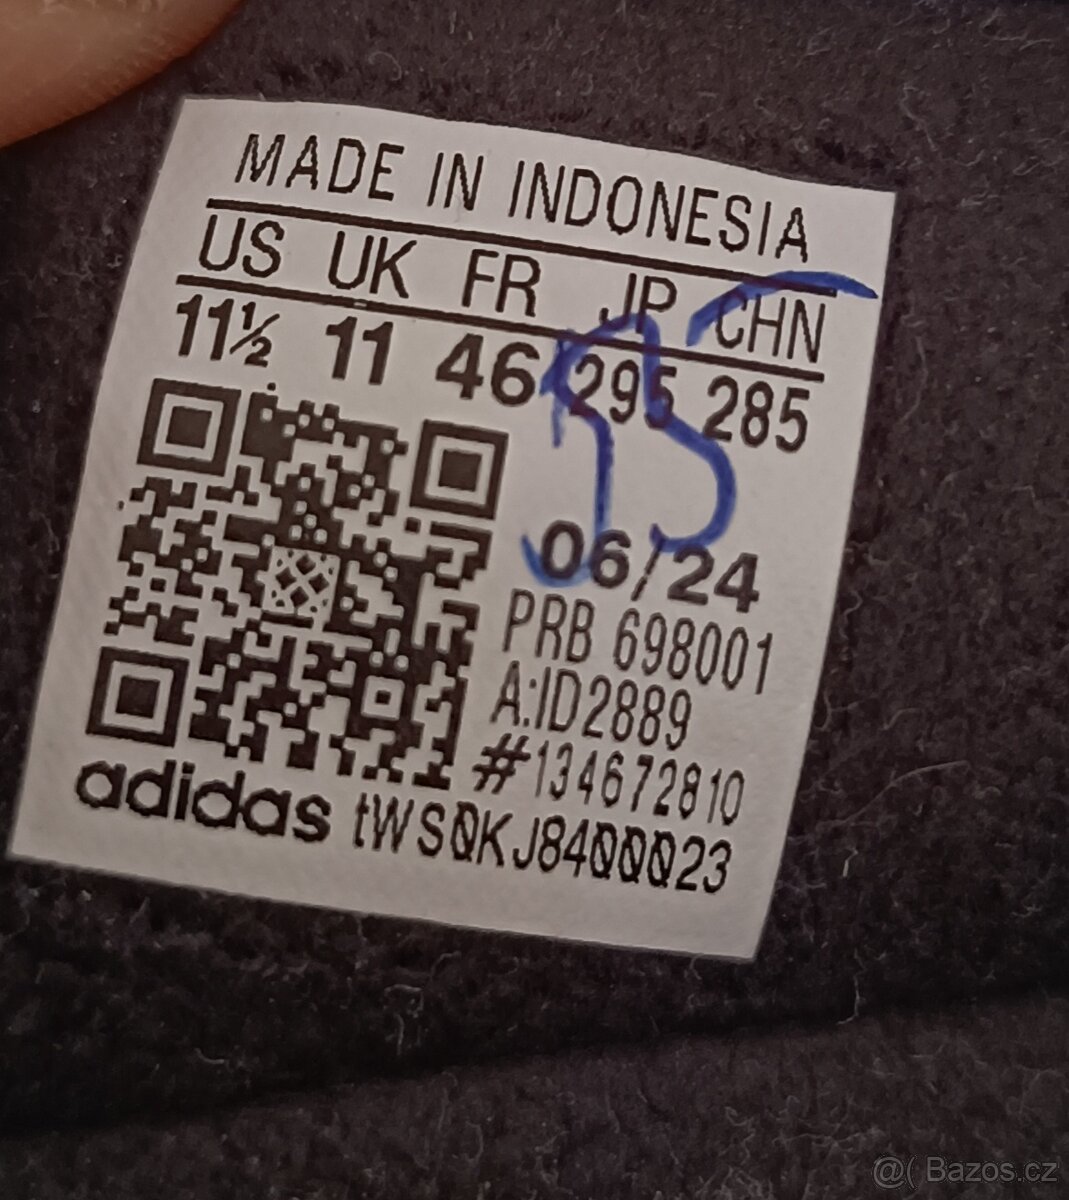 MADE IN INDONESIA
US UK FR JP CHN
11½ 11 46 295 285
06/24
PRB 698001
A:ID2889
#134672810
adidas tWS0KJ84000023
@( Bazos.cz